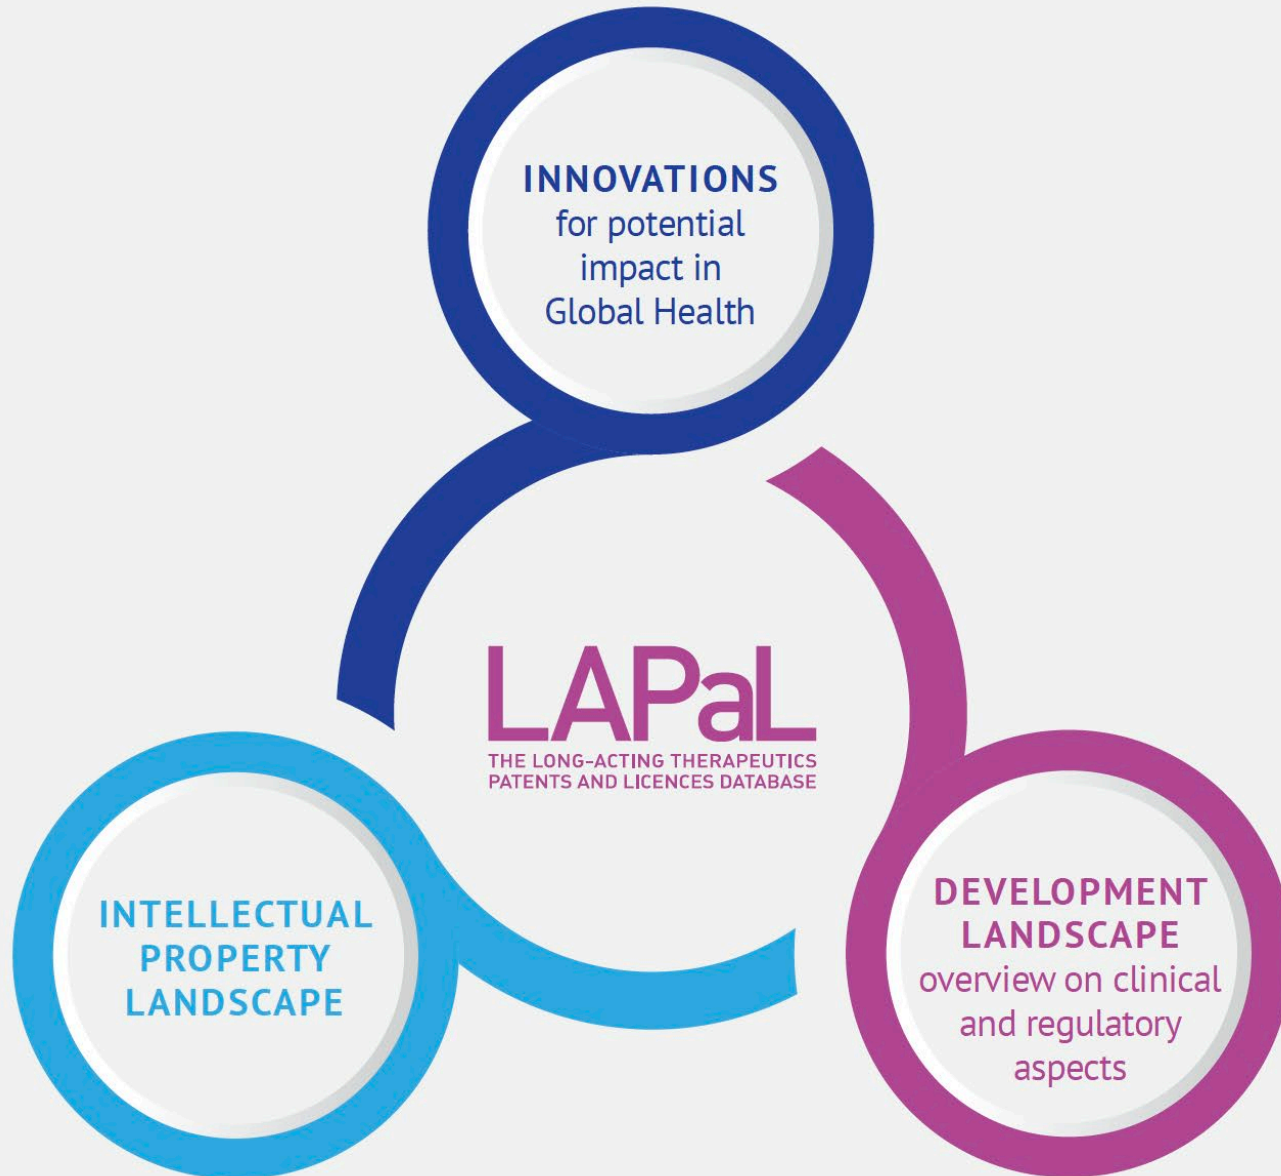 INNOVATIONS
for potential
impact in
Global Health
LAPaL
THE LONG-ACTING THERAPEUTICS
PATENTS AND LICENCES DATABASE
INTELLECTUAL
PROPERTY
LANDSCAPE
DEVELOPMENT
LANDSCAPE
overview on clinical
and regulatory
aspects